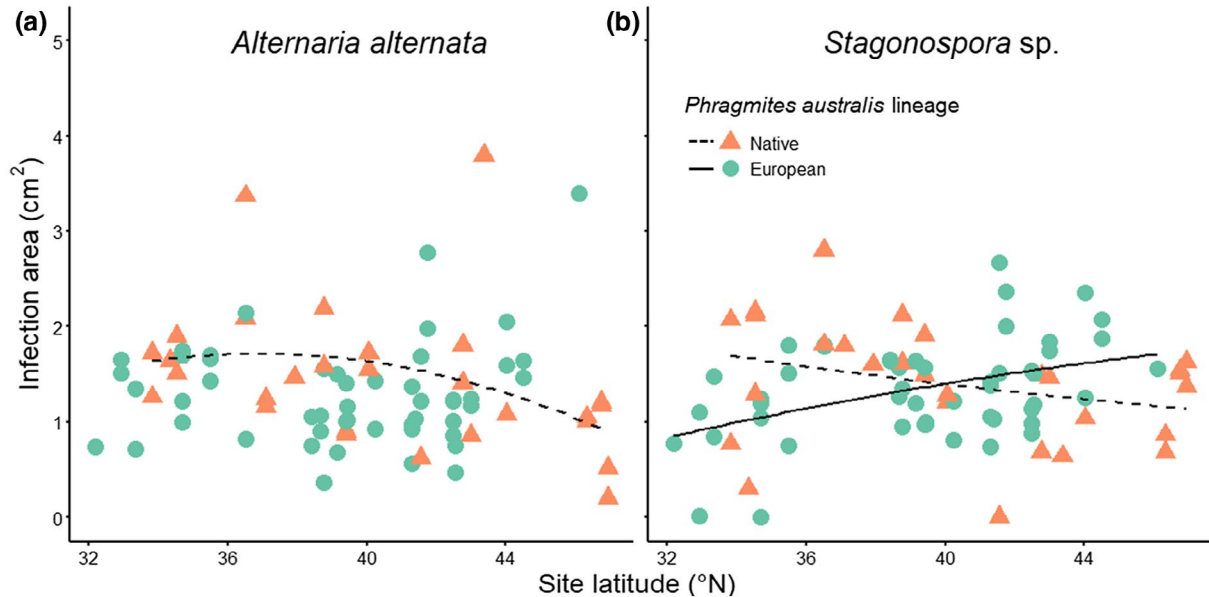 (a)
Alternaria alternata
(b)
Stagonospora sp.
Phragmites australis lineage
Native
European
Infection area (cm²)
5
4
3
2
1
0
32
36
40
44
32
36
40
44
Site latitude (°N)